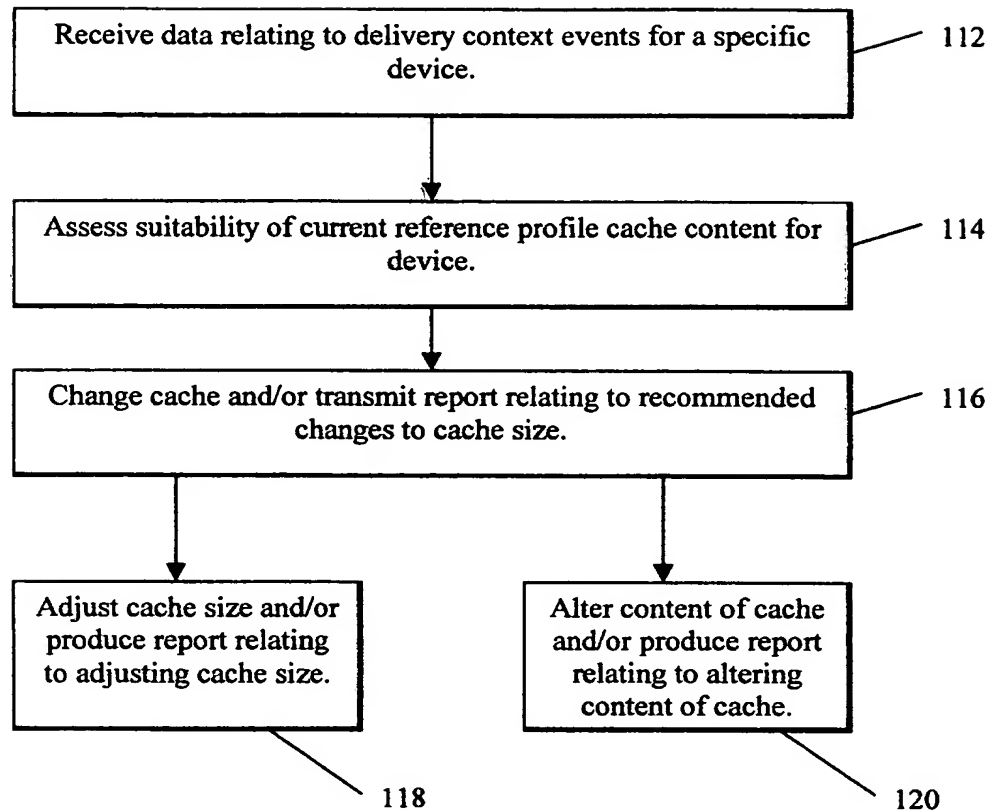 Receive data relating to delivery context events for a specific
device.
112
Assess suitability of current reference profile cache content for
device.
114
Change cache and/or transmit report relating to recommended
changes to cache size.
116
Adjust cache size and/or
produce report relating
to adjusting cache size.
118
Alter content of cache
and/or produce report
relating to altering
content of cache.
120